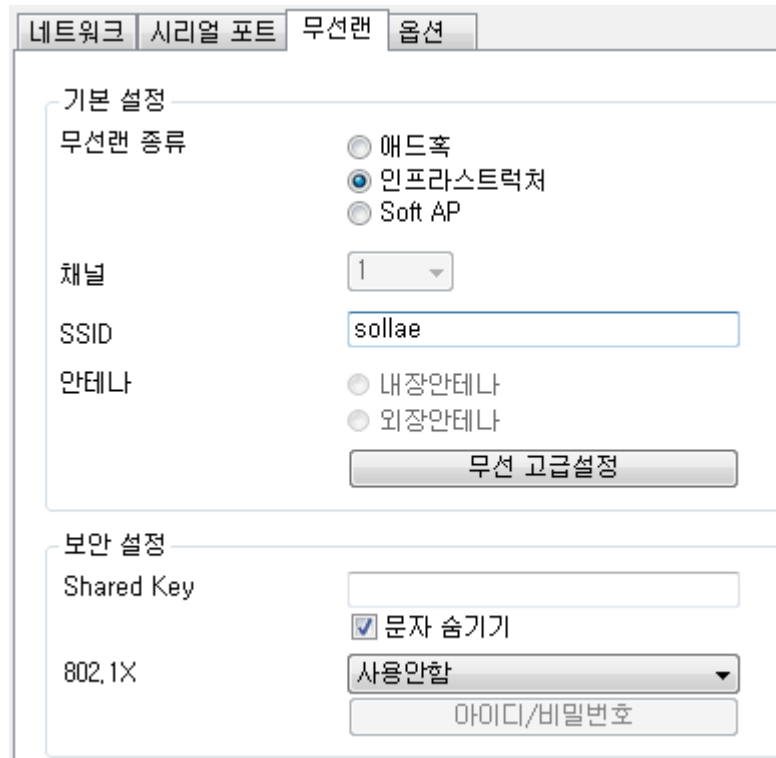 네트워크 시리얼 포트 무선랜 옵션
기본 설정
무선랜 종류
애드혹
인프라스트럭처
Soft AP
채널 1
SSID sollae
안테나 내장안테나
외장안테나
무선 고급설정
보안 설정
Shared Key
문자 숨기기
802.1X 사용안함
아이디/비밀번호